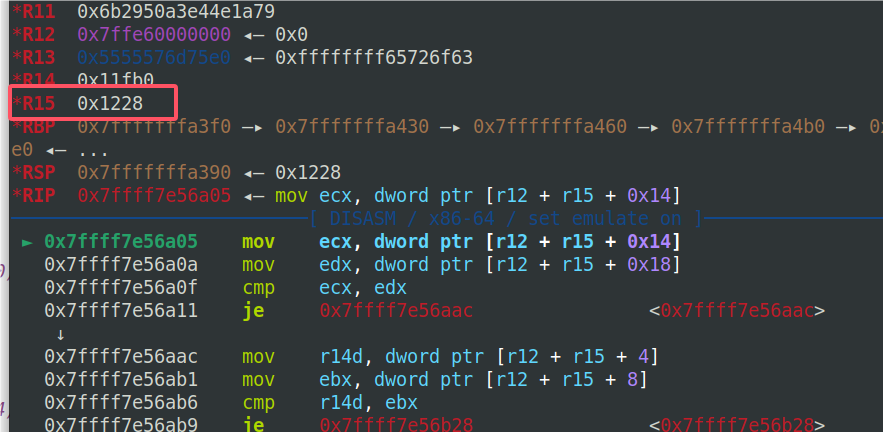 *R11 0x6b2950a3e44e1a79
*R12 0x7ffe60000000 ◂— 0x0
*R13 0x5555576d75e0 ◂— 0xffffffff65726f63
*R14 0x11fb0
*R15 0x1228
*RBP 0x7fffffffa3f0 —▸ 0x7fffffffa430 —▸ 0x7fffffffa460 —▸ 0x7fffffffa4b0 —▸ 0
e0 ◂— ...
*RSP 0x7fffffffa390 ◂— 0x1228
*RIP 0x7ffff7e56a05 ◂— mov ecx, dword ptr [r12 + r15 + 0x14]
[ DISASM / x86-64 / set emulate on ]
► 0x7ffff7e56a05 mov ecx, dword ptr [r12 + r15 + 0x14]
0x7ffff7e56a0a mov edx, dword ptr [r12 + r15 + 0x18]
0x7ffff7e56a0f cmp ecx, edx
0x7ffff7e56a11 je 0x7ffff7e56aac <0x7ffff7e56aac>
↓
0x7ffff7e56aac mov r14d, dword ptr [r12 + r15 + 4]
0x7ffff7e56ab1 mov ebx, dword ptr [r12 + r15 + 8]
0x7ffff7e56ab6 cmp r14d, ebx
0x7ffff7e56ab9 je 0x7ffff7e56b28 <0x7ffff7e56b28>